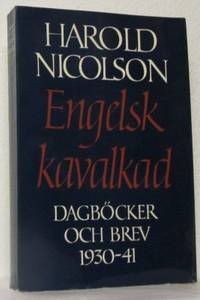 HAROLD
NICOLSON
Engelsk
kavalkad
DAGBÖCKER
OCH BREV
1930-41